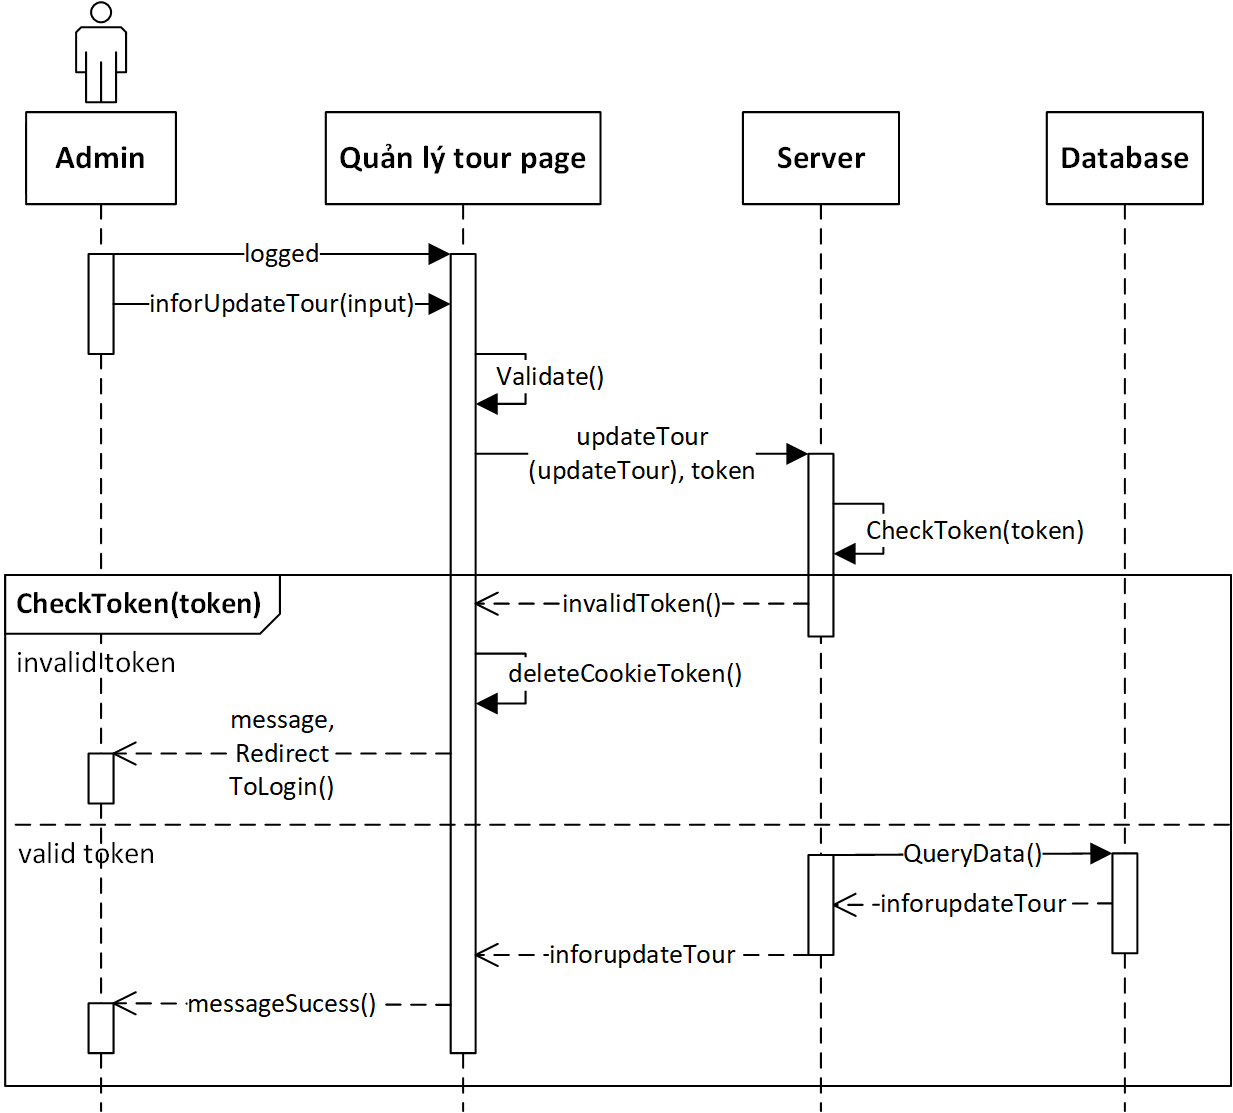 Admin
Quản lý tour page
Server
Database
logged
inforUpdateTour(input)
Validate()
updateTour
(updateTour), token
CheckToken(token)
CheckToken(token)
invalidToken()
invalid token
deleteCookieToken()
message,
Redirect
ToLogin()
valid token
QueryData()
inforupdateTour
inforupdateTour
messageSucess()